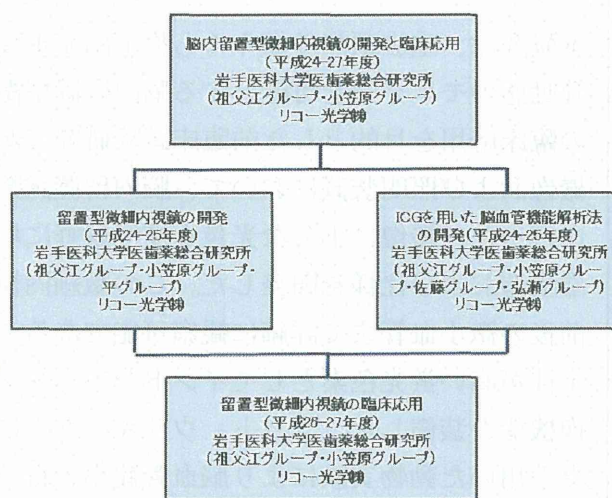 脳内留置型微細内視鏡の開発と臨床応用
(平成24-27年度)
岩手医科大学医歯薬総合研究所
(祖父江グループ・小笠原グループ)
リコー光学㈱
留置型微細内視鏡の開発
(平成24-25年度)
岩手医科大学医歯薬総合研究所
(祖父江グループ・小笠原グループ・
平グループ)
リコー光学㈱
ICGを用いた脳血管機能解析法
の開発(平成24-25年度)
岩手医科大学医歯薬総合研究所
(祖父江グループ・小笠原グルー
プ・佐藤グループ・弘瀬グループ)
リコー光学㈱
留置型微細内視鏡の臨床応用
(平成26-27年度)
岩手医科大学医歯薬総合研究所
(祖父江グループ・小笠原グループ)
リコー光学㈱